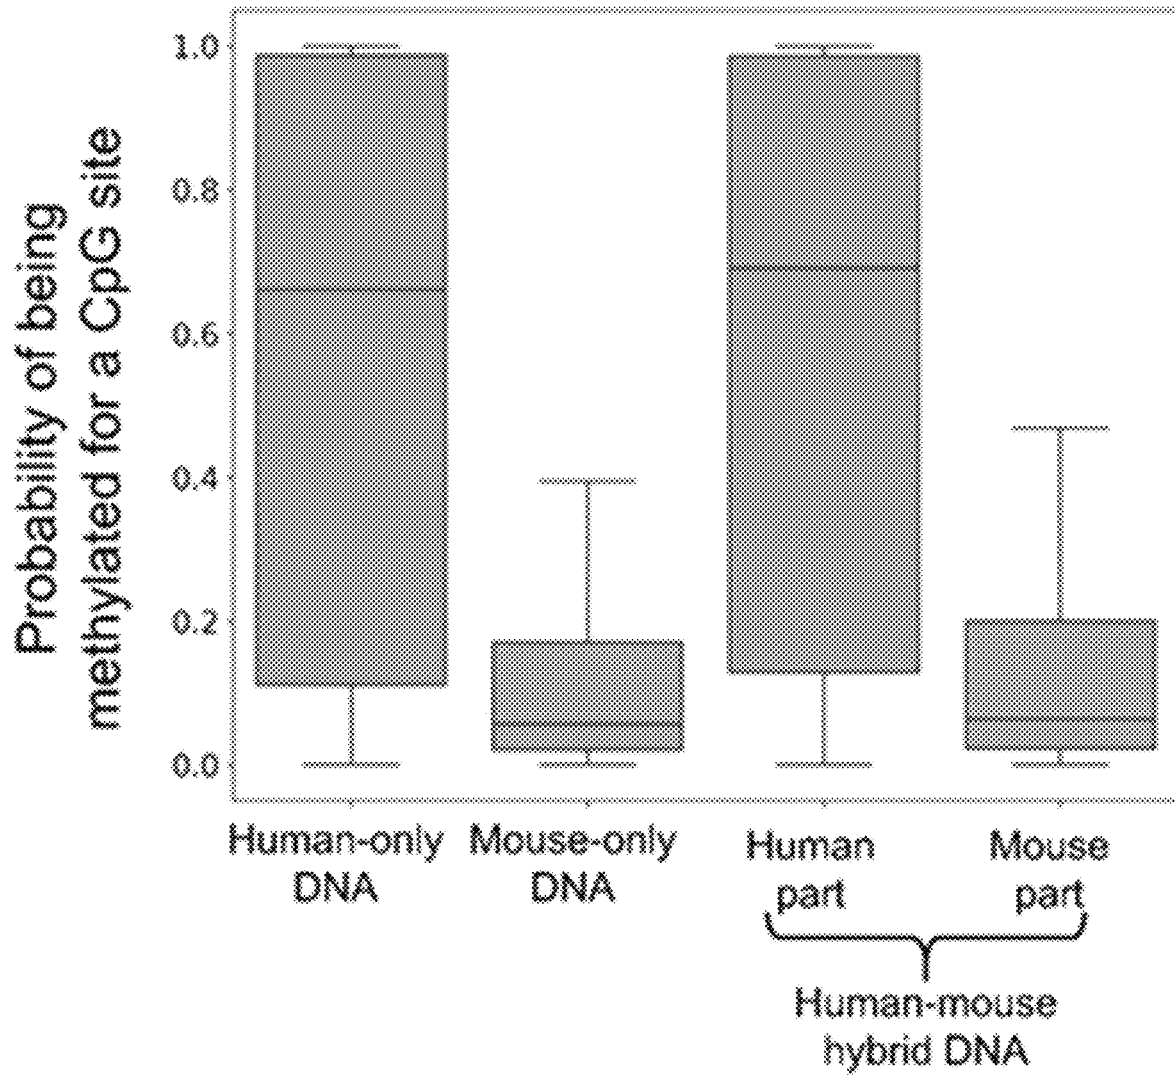 Probability of being
methylated for a CpG site
1.0
0.8
0.6
0.4
0.2
0.0
Human-only
DNA
Mouse-only
DNA
Human
part
Mouse
part
Human-mouse
hybrid DNA